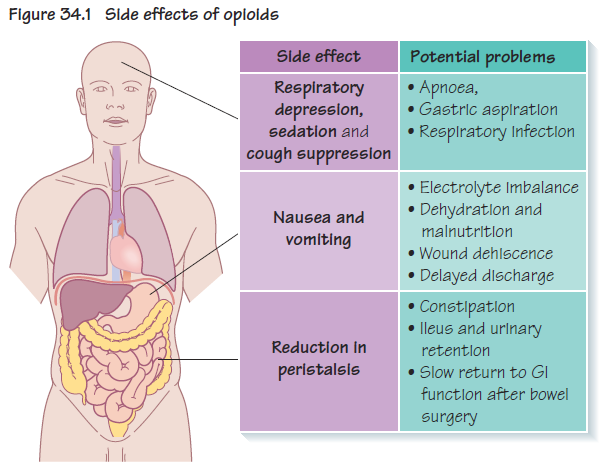 Figure 34.1 Side effects of opioids
Side effect
Potential problems
Respiratory
depression,
sedation and
cough suppression
• Apnoea,
• Gastric aspiration
• Respiratory infection
Nausea and
vomiting
• Electrolyte imbalance
• Dehydration and
malnutrition
• Wound dehiscence
• Delayed discharge
Reduction in
peristalsis
• Constipation
• Ileus and urinary
retention
• Slow return to GI
function after bowel
surgery